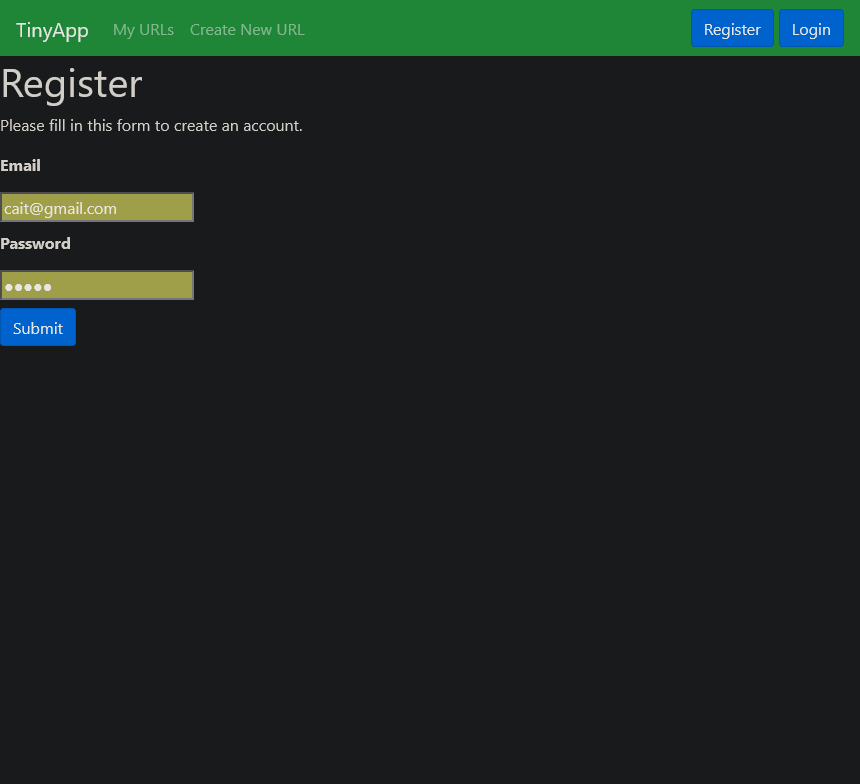 TinyApp My URLs Create New URL Register Login
Register
Please fill in this form to create an account.
Email
cait@gmail.com
Password
●●●●●
Submit